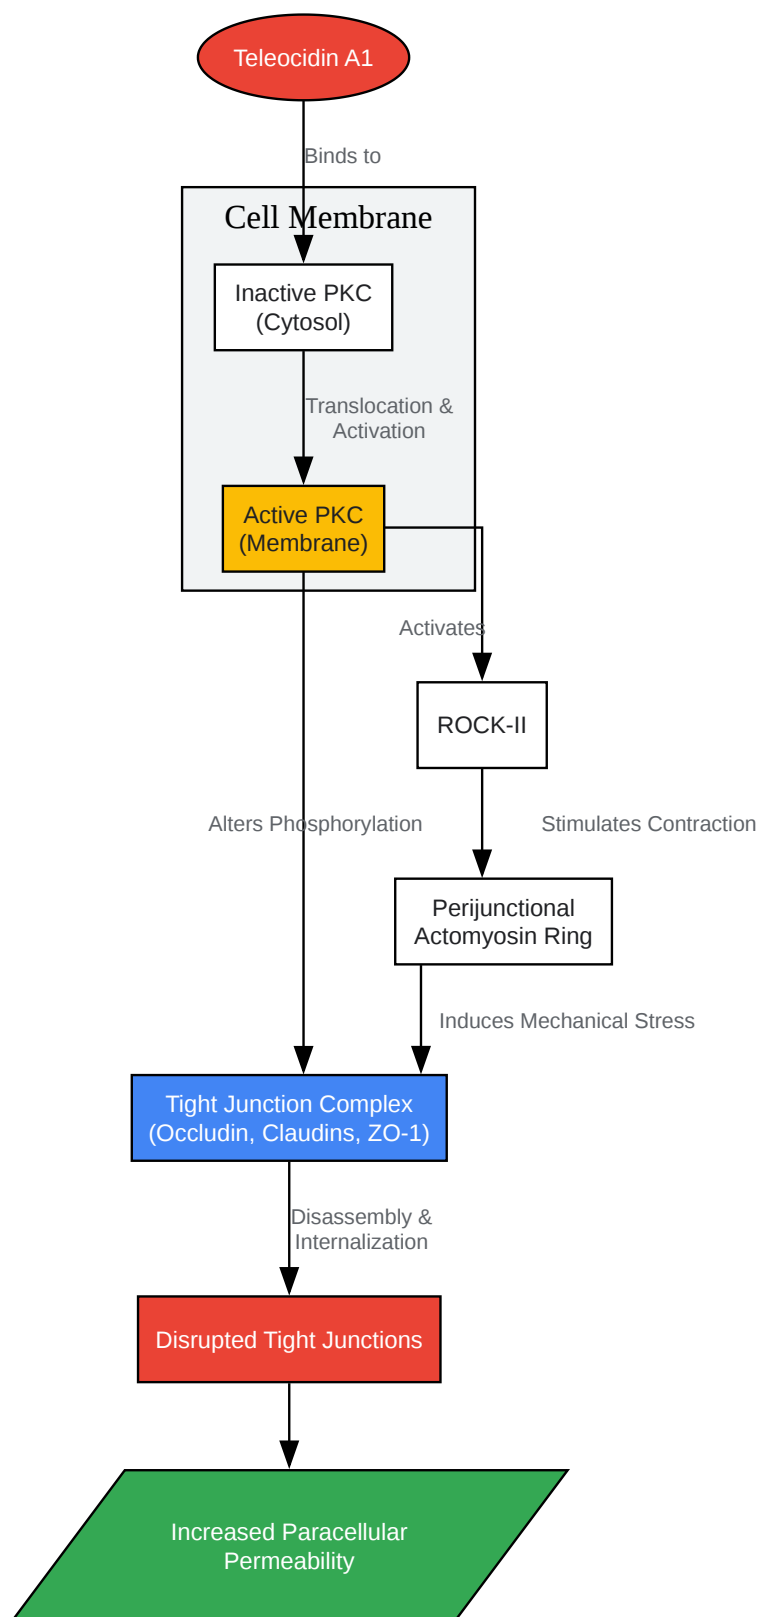 Teleocidin A1
Binds to
Cell Membrane
Inactive PKC
(Cytosol)
Translocation &
Activation
Active PKC
(Membrane)
Activates
ROCK-II
Alters Phosphorylation
Stimulates Contraction
Perijunctional
Actomyosin Ring
Induces Mechanical Stress
Tight Junction Complex
(Occludin, Claudins, ZO-1)
Disassembly &
Internalization
Disrupted Tight Junctions
Increased Paracellular
Permeability